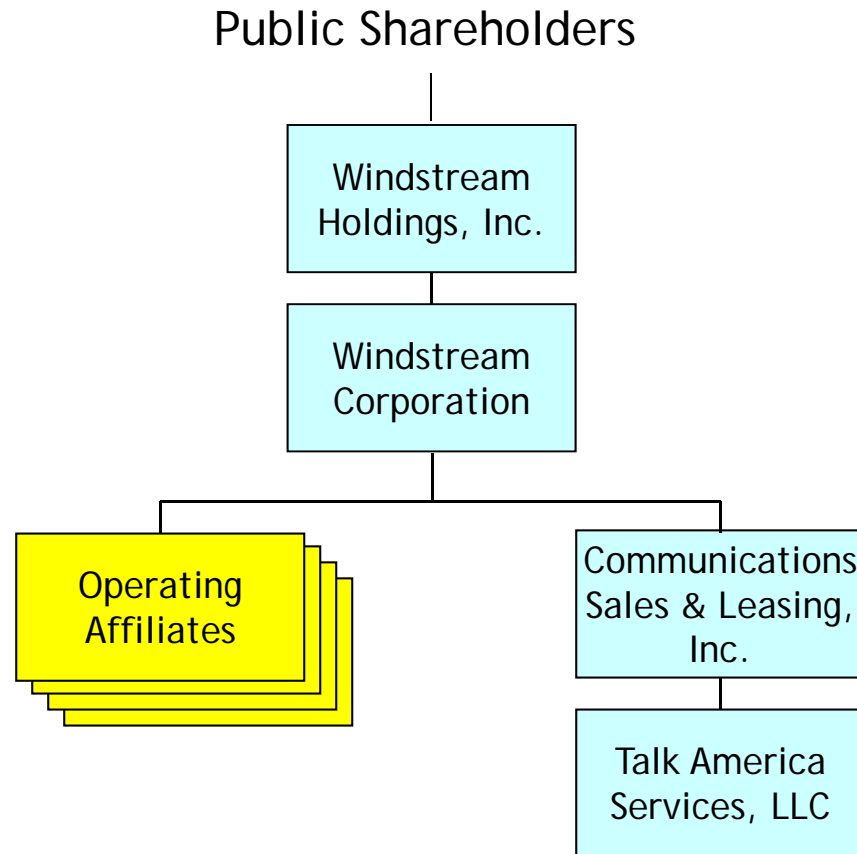 Public Shareholders
Windstream
Holdings, Inc.
Windstream
Corporation
Operating
Affiliates
Communications
Sales & Leasing,
Inc.
Talk America
Services, LLC